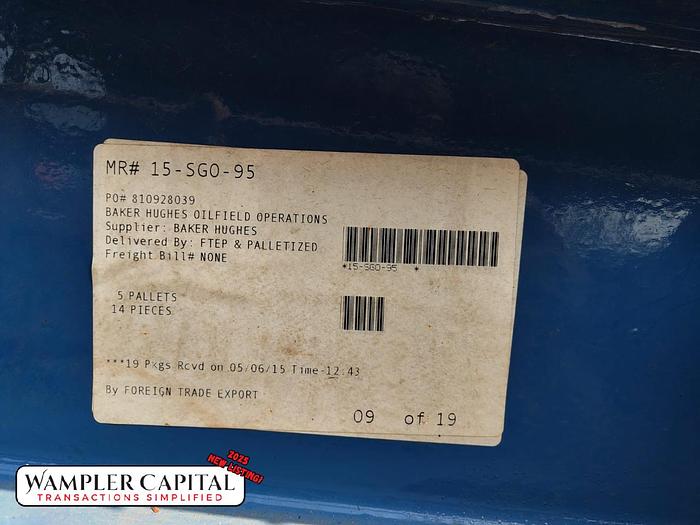 MR# 15-SGO-95
PO# 810928039
BAKER HUGHES OILFIELD OPERATIONS
Supplier: BAKER HUGHES
Delivered By: FTEP & PALLETIZED
Freight Bill# NONE
*15-SGO-95 *
5 PALLETS
14 PIECES
***19 Pkgs Rcvd on 05/06/15 Time-12:43
By FOREIGN TRADE EXPORT
09 of 19
2025
NEW LISTING!
WAMPLER CAPITAL
TRANSACTIONS SIMPLIFIED